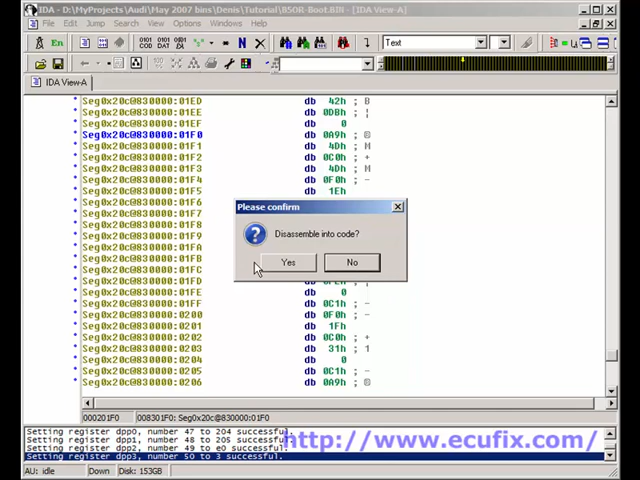 IDA - D:\MyProjects\Audi\May 2007 bins\Denis\Tutorial\B5OR-Boot.BIN - [IDA View-A]
File Edit Jump Search View Options Windows Help
Text
IDA View-A
Seg0x20c@830000:01ED db 42h ; B
Seg0x20c@830000:01EE db 0DBh ; ¦
Seg0x20c@830000:01EF db 0
Seg0x20c@830000:01F0 db 0A9h ;
Seg0x20c@830000:01F1 db 4Dh ; M
Seg0x20c@830000:01F2 db 0C0h ; +
Seg0x20c@830000:01F3 db 4Dh ; M
Seg0x20c@830000:01F4 db 0F0h ; -
Seg0x20c@830000:01F5 db 1Eh
Seg0x20c@830000:01F6
Seg0x20c@830000:01F7
Seg0x20c@830000:01F8
Seg0x20c@830000:01F9
Seg0x20c@830000:01FA
Seg0x20c@830000:01FB
Seg0x20c@830000:01FC
Seg0x20c@830000:01FD
Seg0x20c@830000:01FE db 0
Seg0x20c@830000:01FF db 0C1h ; -
Seg0x20c@830000:0200 db 0F0h ; -
Seg0x20c@830000:0201 db 1Fh
Seg0x20c@830000:0202 db 0C0h ; +
Seg0x20c@830000:0203 db 31h ; 1
Seg0x20c@830000:0204 db 0
Seg0x20c@830000:0205 db 0C1h ; -
Seg0x20c@830000:0206 db 0A9h ;
Please confirm
Disassemble into code?
Yes No
000201F0 008301F0: Seg0x20c@830000:01F0
Setting register dpp0, number 47 to 204 successful.
Setting register dpp1, number 48 to 205 successful.
Setting register dpp2, number 49 to e0 successful.
Setting register dpp3, number 50 to 3 successful.
http://www.ecufix.com/
AU: idle Down Disk: 153GB